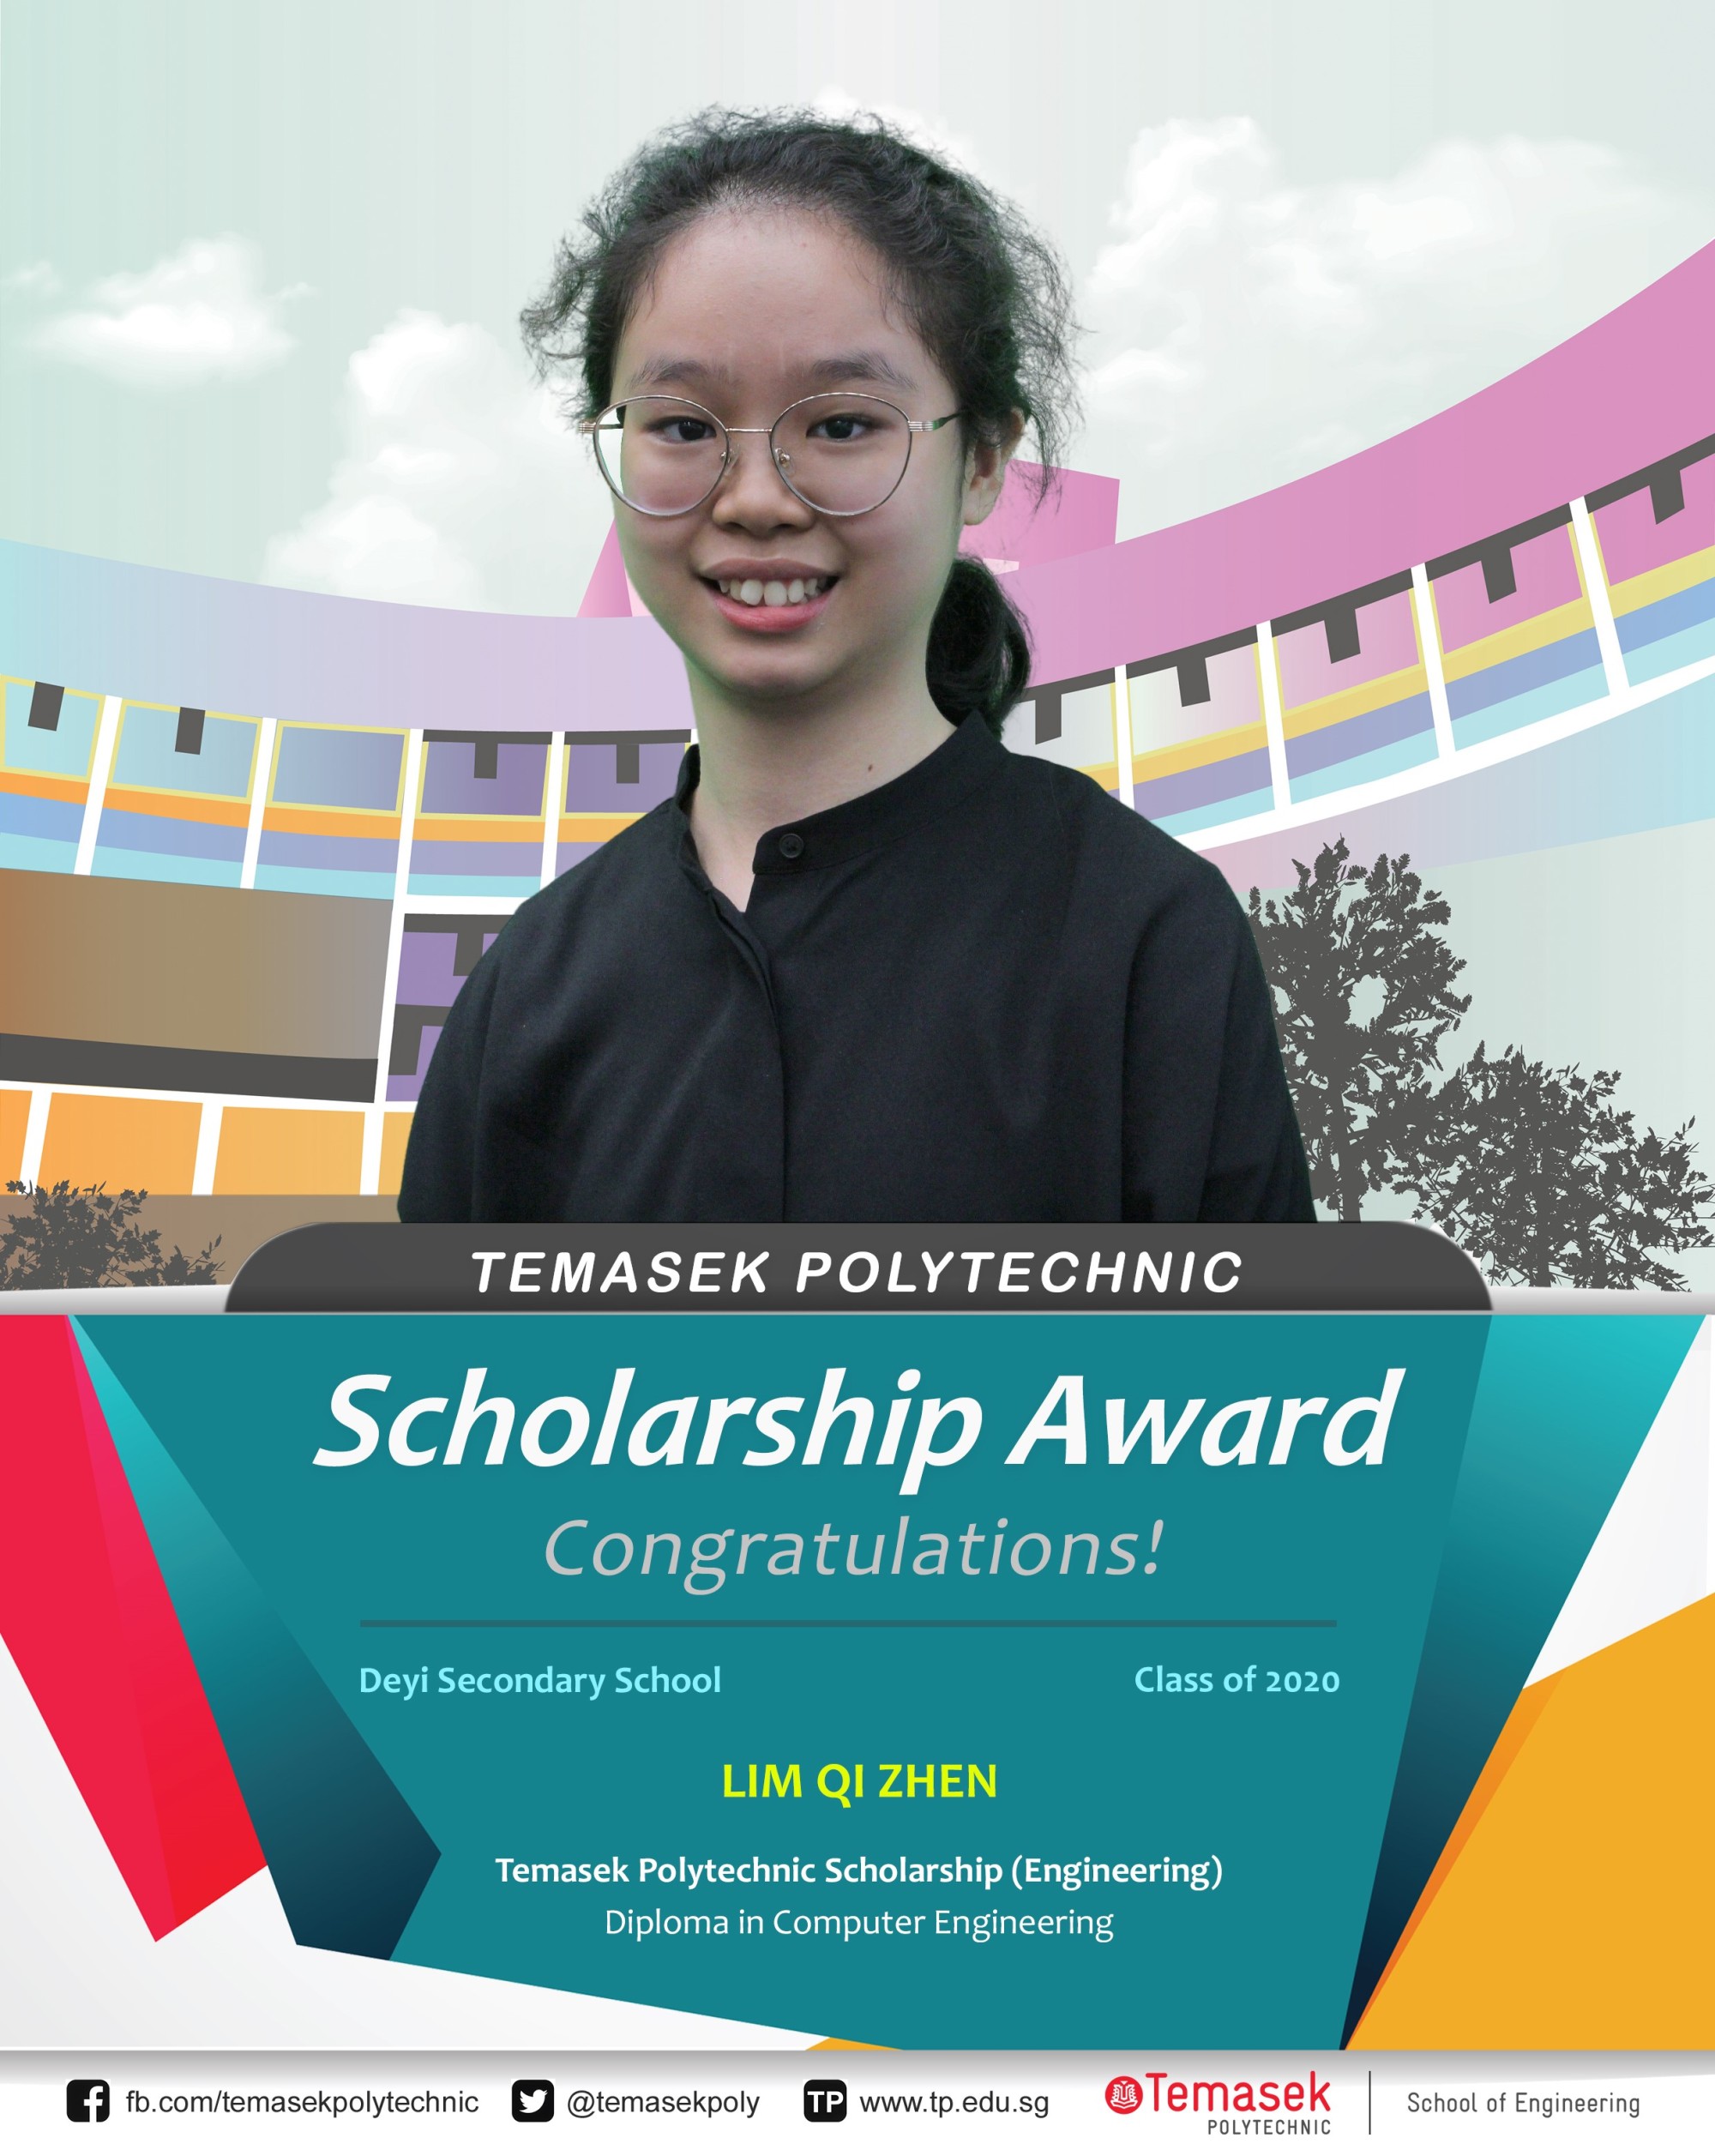 TEMASEK POLYTECHNIC
Scholarship Award
Congratulations!
Deyi Secondary School
Class of 2020
LIM QI ZHEN
Temasek Polytechnic Scholarship (Engineering)
Diploma in Computer Engineering
fb.com/temasekpolytechnic
@temasekpoly
TP www.tp.edu.sg
Temasek
POLYTECHNIC
School of Engineering